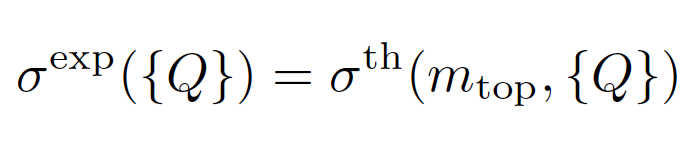 σ^exp({Q}) = σ^th(m_top, {Q})